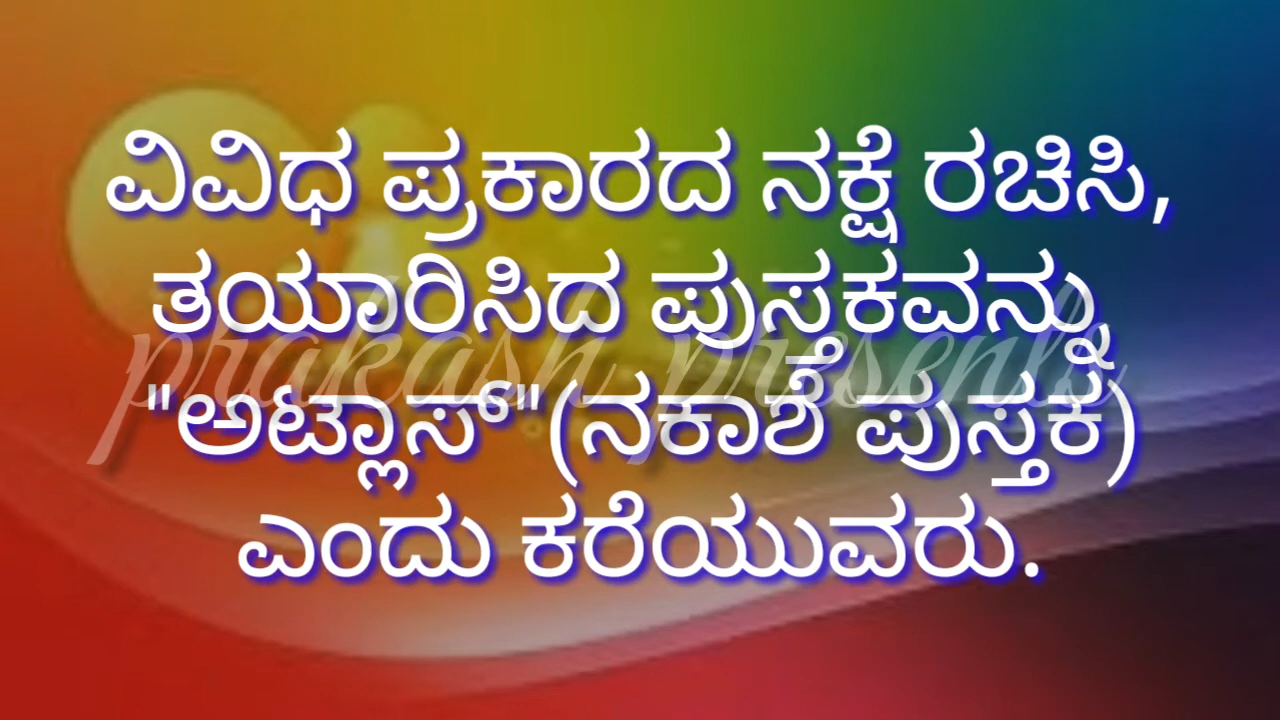 ವಿವಿಧ ಪ್ರಕಾರದ ನಕ್ಷೆ ರಚಿಸಿ,
ತಯಾರಿಸಿದ ಪುಸ್ತಕವನ್ನು
"ಅಟ್ಲಾಸ್"(ನಕಾಶೆ ಪುಸ್ತಕ)
ಎಂದು ಕರೆಯುವರು.
prakash presents